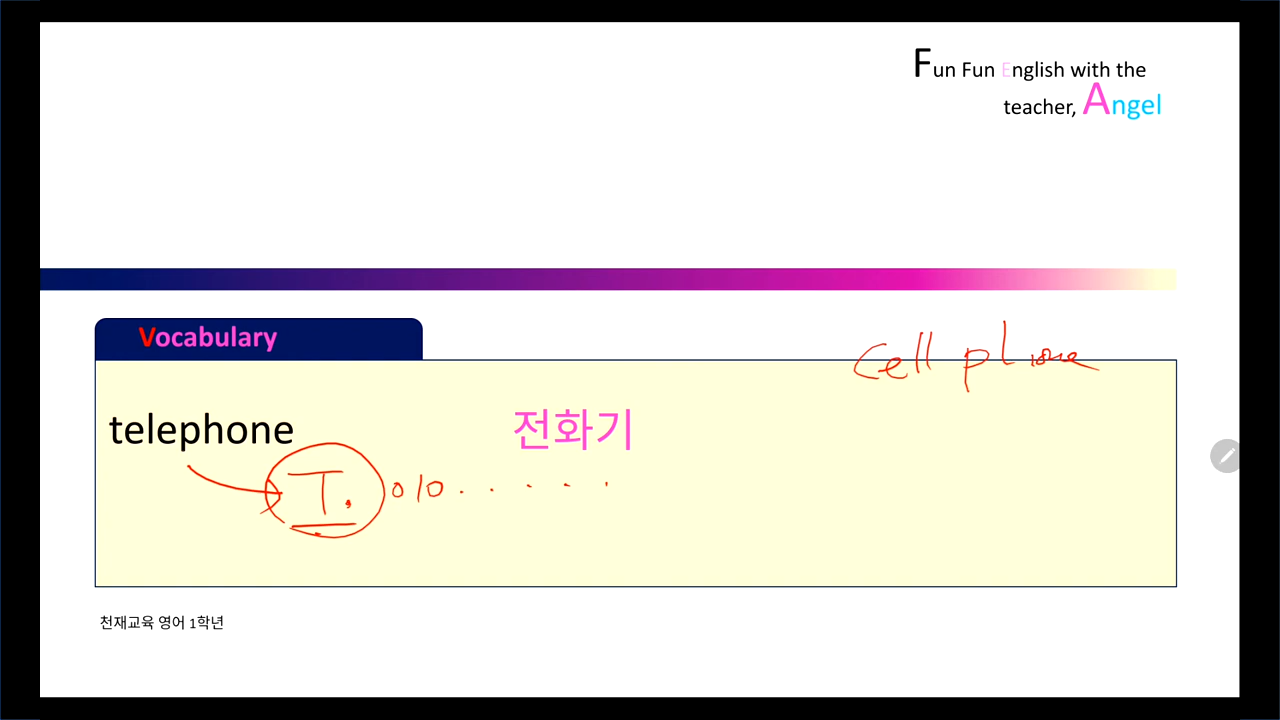 Fun Fun English with the
teacher, Angel
Vocabulary
cell phone
telephone 전화기
T. 010 . . . . .
천재교육 영어 1학년